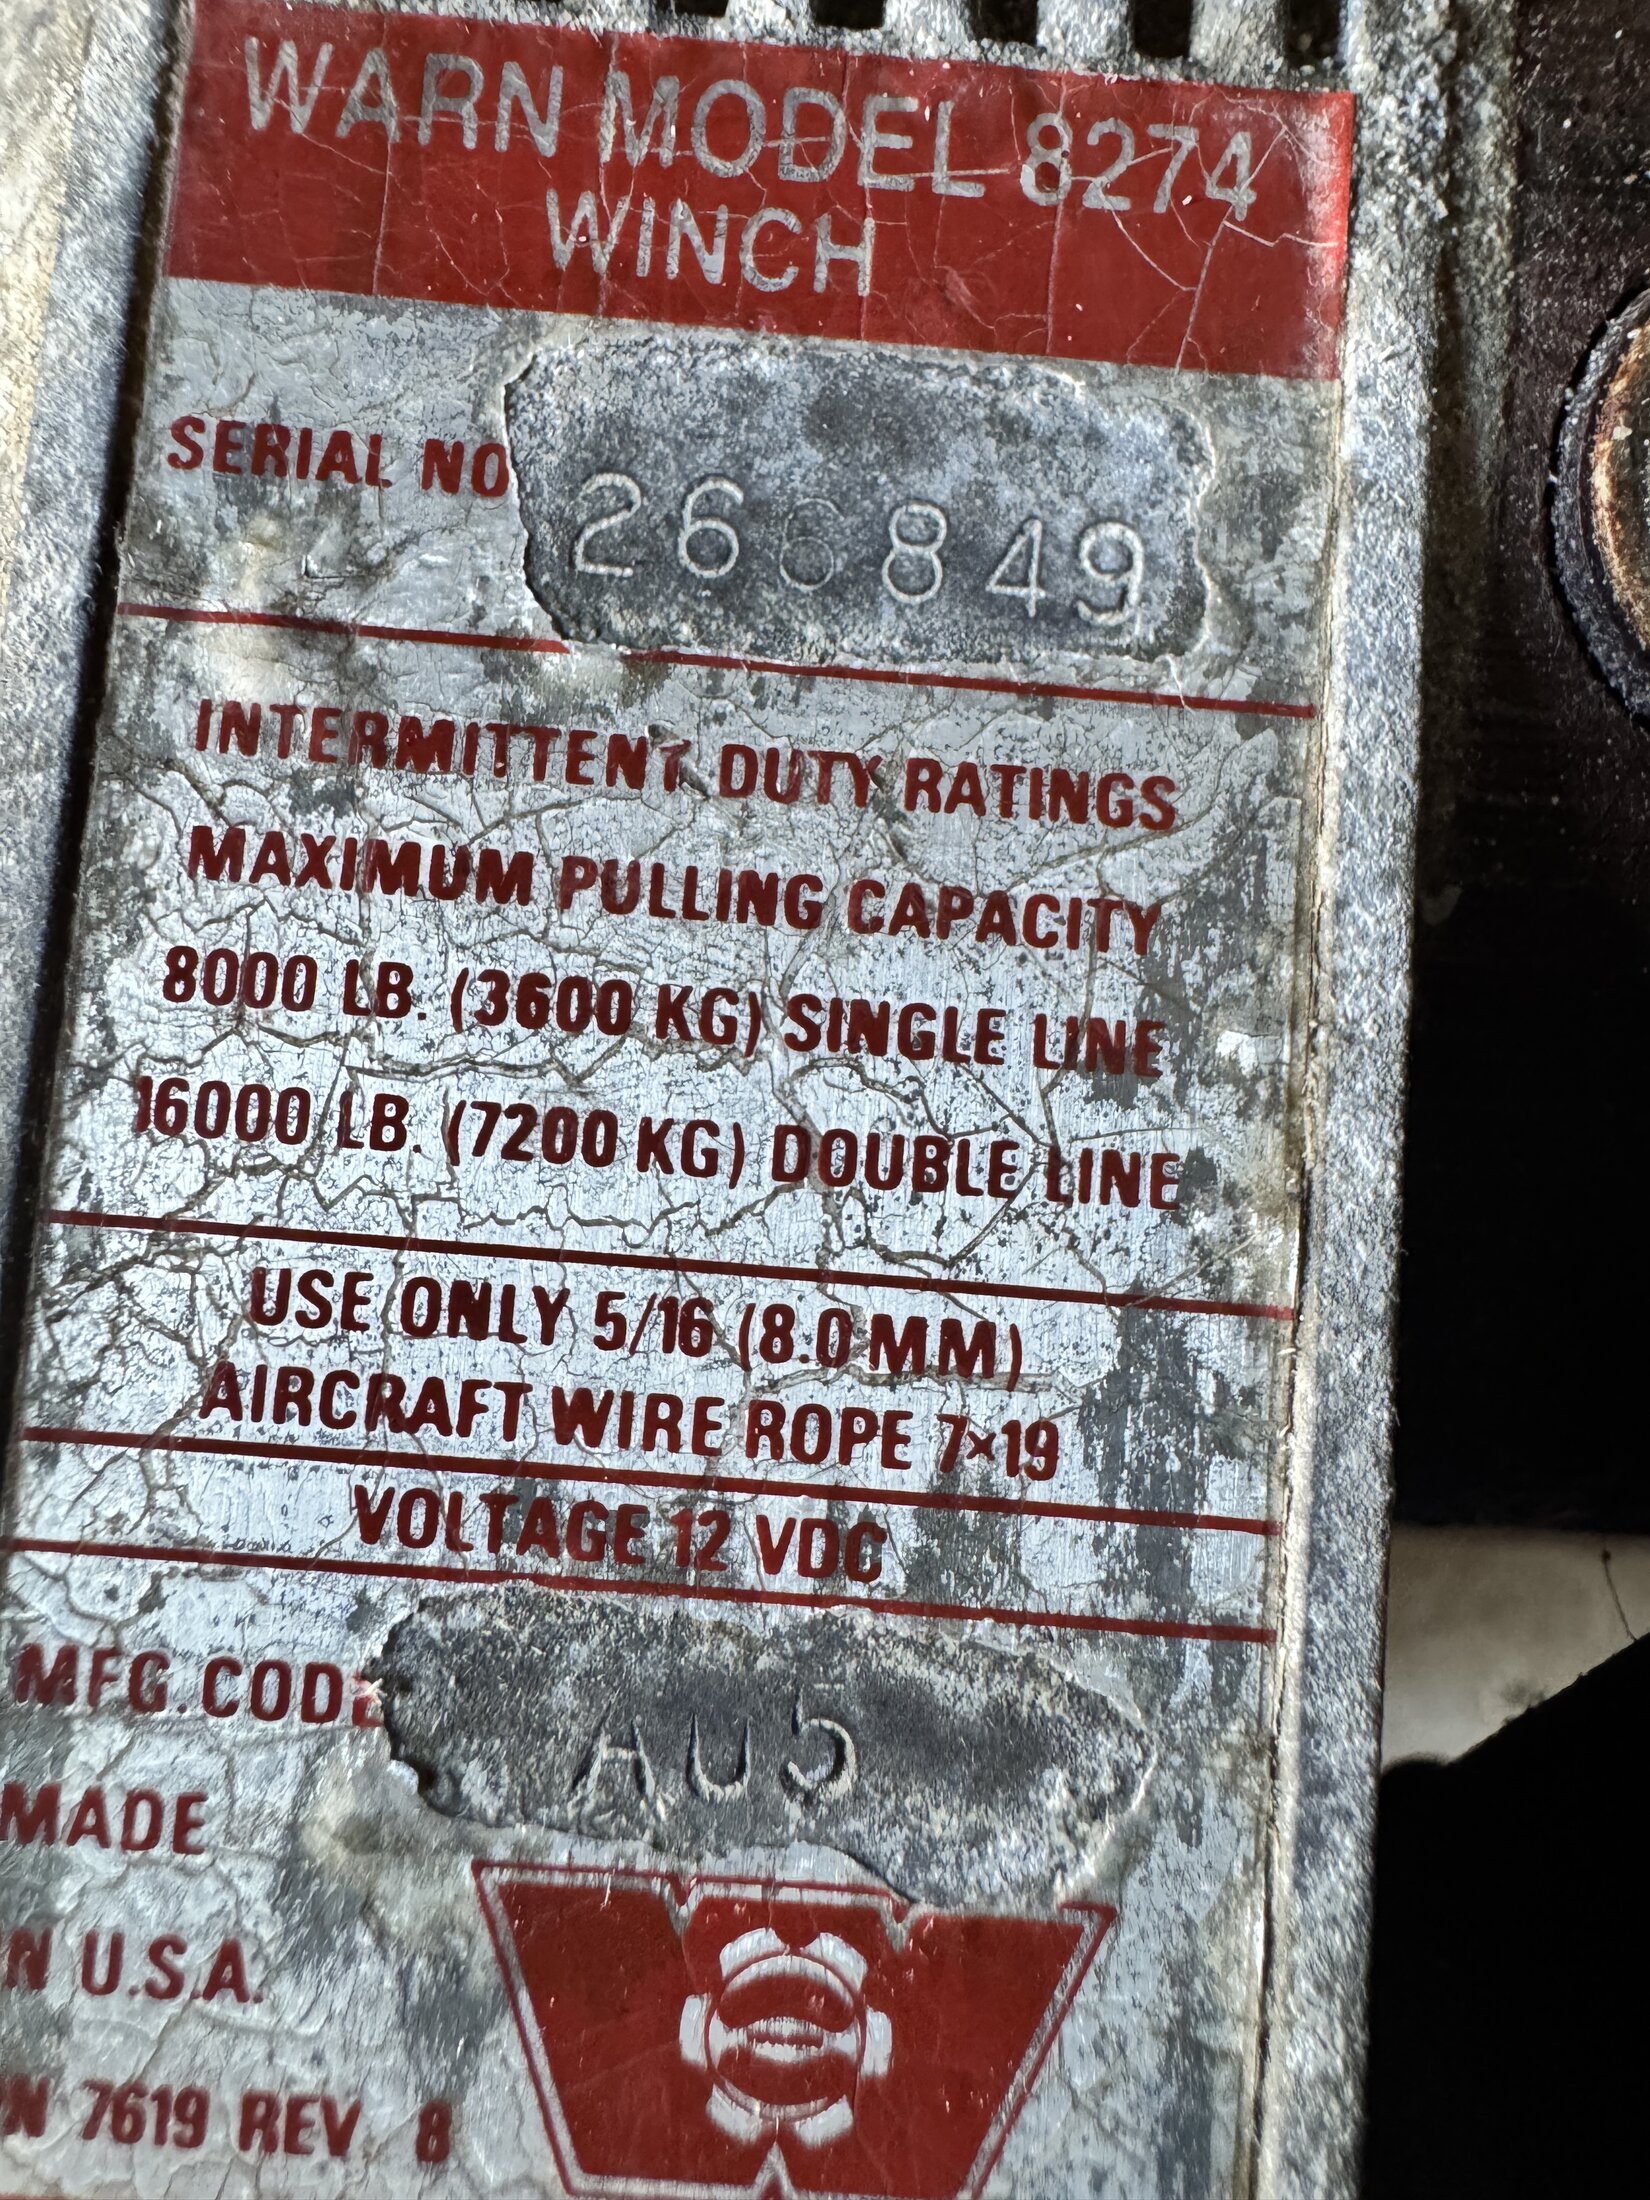 WARN MODEL 8274
WINCH
SERIAL NO 266849
INTERMITTENT DUTY RATINGS
MAXIMUM PULLING CAPACITY
8000 LB. (3600 KG) SINGLE LINE
16000 LB. (7200 KG) DOUBLE LINE
USE ONLY 5/16 (8.0 MM)
AIRCRAFT WIRE ROPE 7×19
VOLTAGE 12 VDC
MFG. CODE AU5
MADE
N U.S.A.
PN 7619 REV. 8